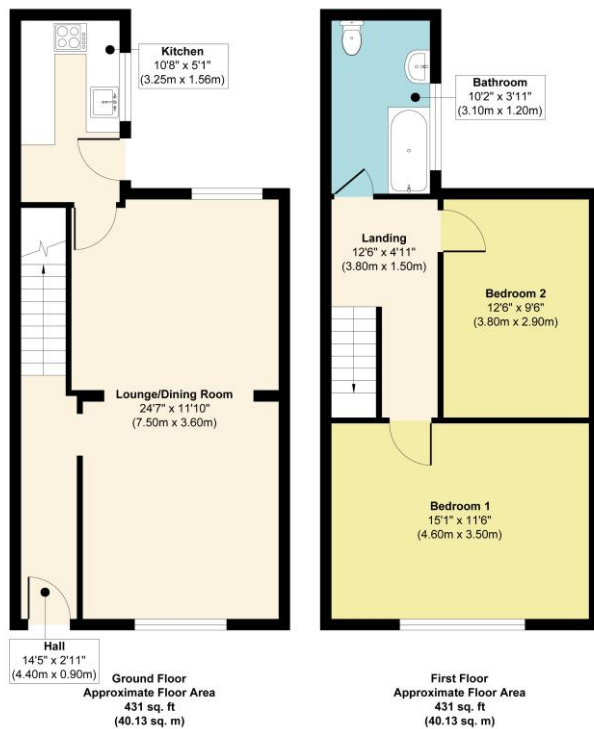 Kitchen
10'8" x 5'1"
(3.25m x 1.56m)
Lounge/Dining Room
24'7" x 11'10"
(7.50m x 3.60m)
Hall
14'5" x 2'11"
(4.40m x 0.90m)
Ground Floor
Approximate Floor Area
431 sq. ft
(40.13 sq. m)
Bathroom
10'2" x 3'11"
(3.10m x 1.20m)
Landing
12'6" x 4'11"
(3.80m x 1.50m)
Bedroom 2
12'6" x 9'6"
(3.80m x 2.90m)
Bedroom 1
15'1" x 11'6"
(4.60m x 3.50m)
First Floor
Approximate Floor Area
431 sq. ft
(40.13 sq. m)